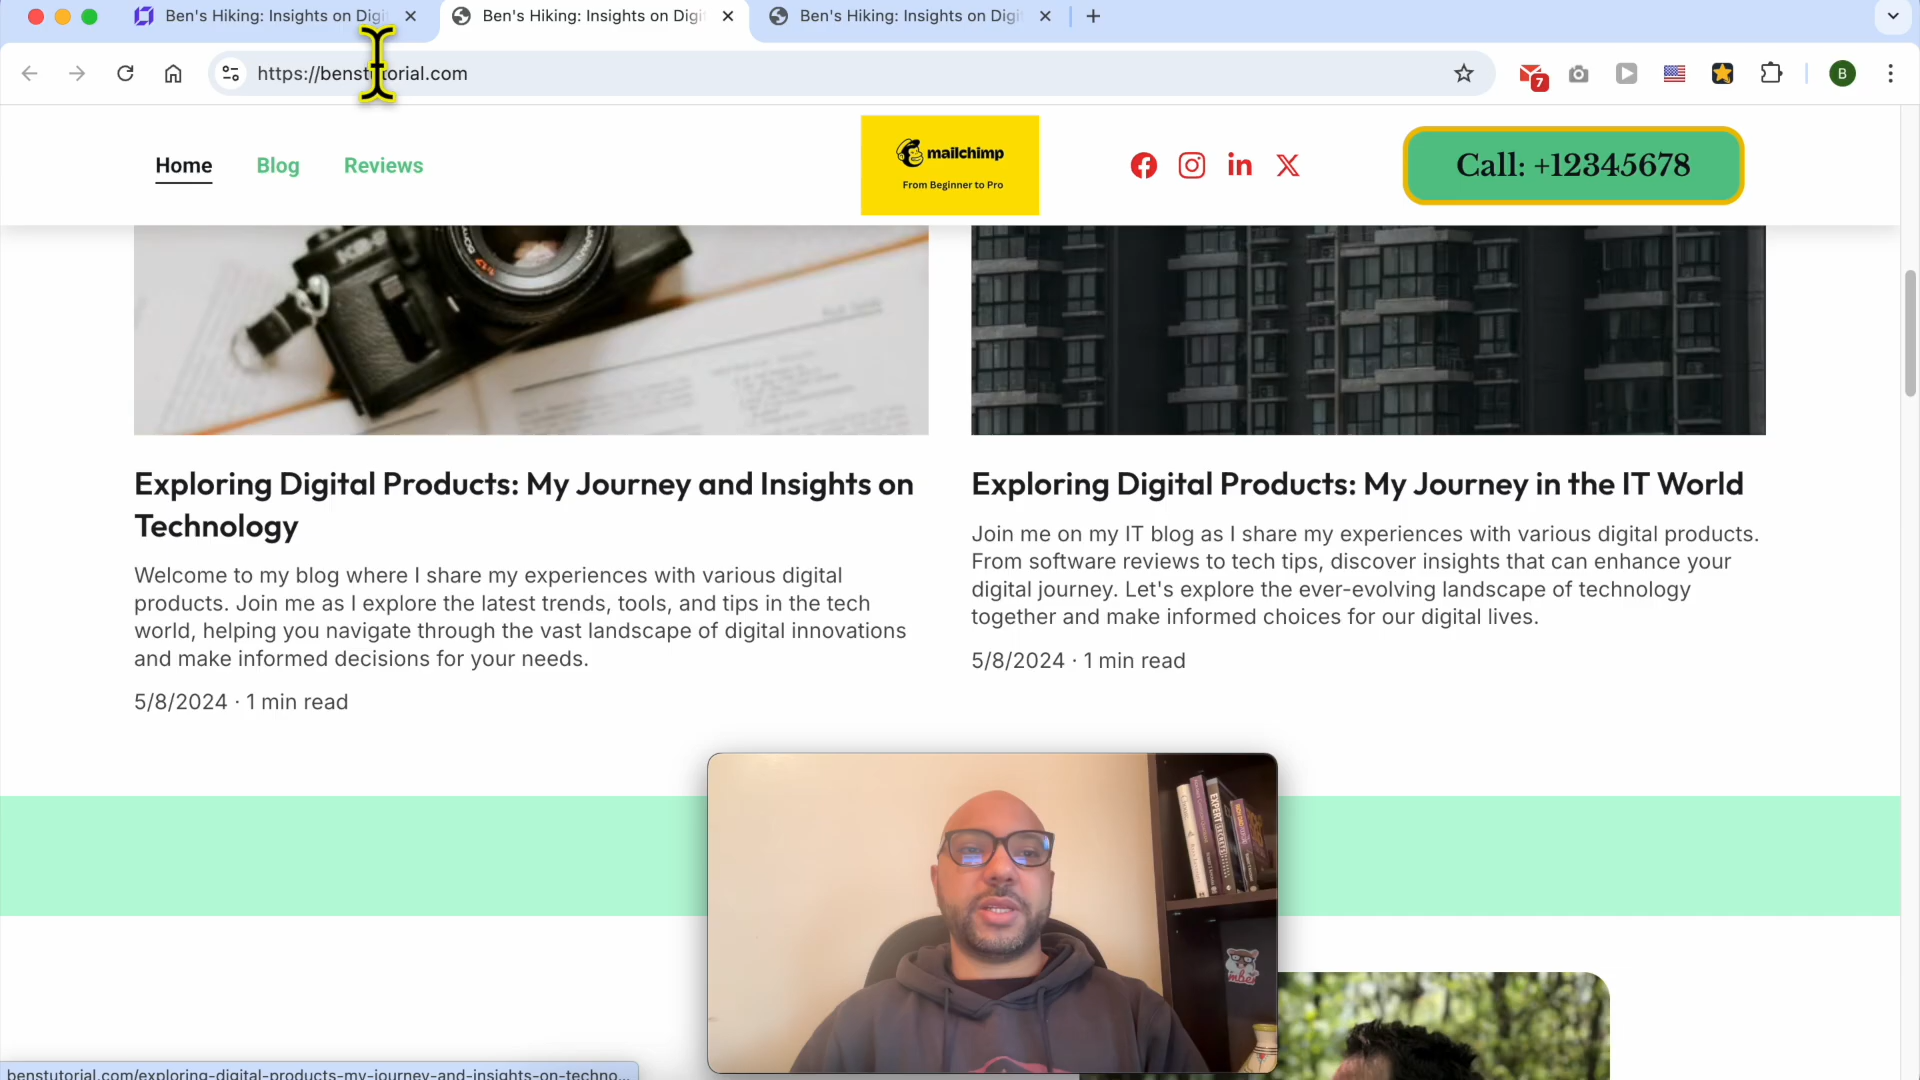 Ben's Hiking: Insights on Digi
Ben's Hiking: Insights on Digi
Ben's Hiking: Insights on Digi
https://benstutorial.com
7
B
Home
Blog
Reviews
mailchimp
From Beginner to Pro
Call: +12345678
Exploring Digital Products: My Journey and Insights on
Technology
Welcome to my blog where I share my experiences with various digital
products. Join me as I explore the latest trends, tools, and tips in the tech
world, helping you navigate through the vast landscape of digital innovations
and make informed decisions for your needs.
5/8/2024 · 1 min read
Exploring Digital Products: My Journey in the IT World
Join me on my IT blog as I share my experiences with various digital products.
From software reviews to tech tips, discover insights that can enhance your
digital journey. Let's explore the ever-evolving landscape of technology
together and make informed choices for our digital lives.
5/8/2024 · 1 min read
EXPERT
SECRETS
benstutorial.com/exploring-digital-products-my-journey-and-insights-on-techno...